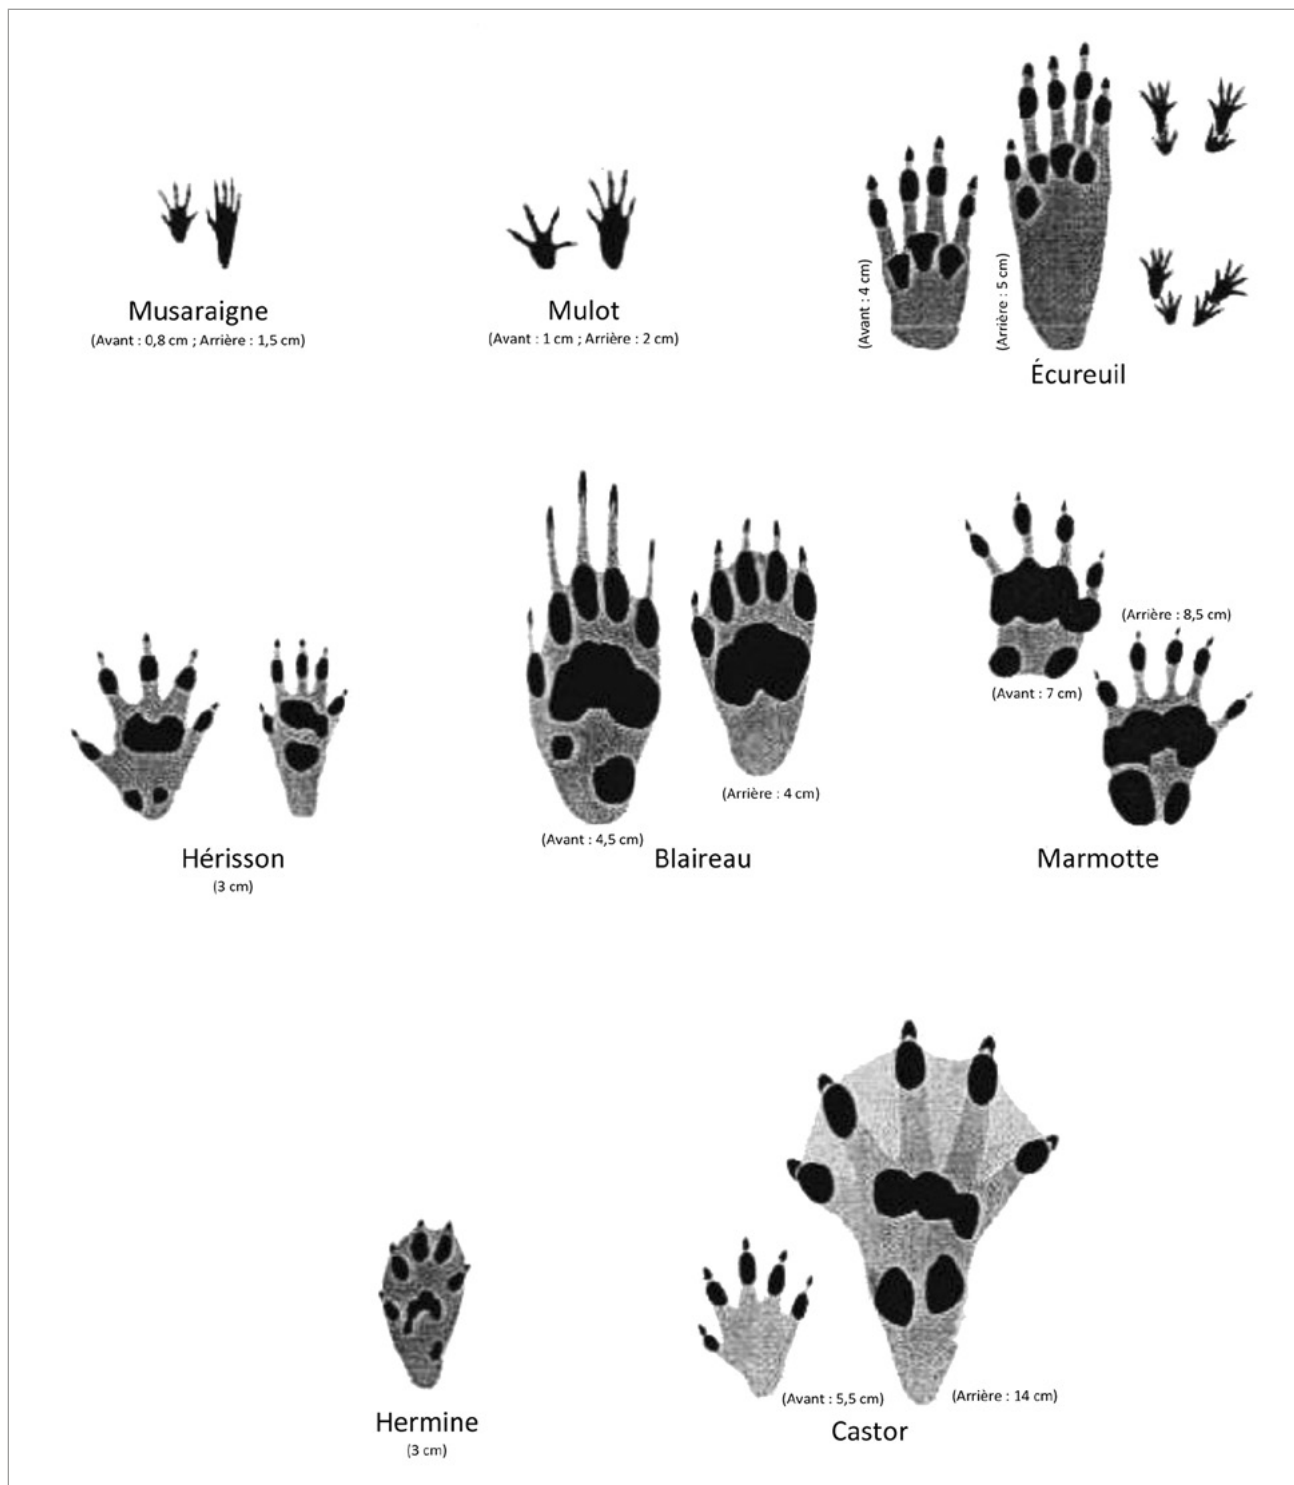 Musaraigne
(Avant : 0,8 cm ; Arrière : 1,5 cm)
Mulot
(Avant : 1 cm ; Arrière : 2 cm)
(Avant : 4 cm)
(Arrière : 5 cm)
Écureuil
Hérisson
(3 cm)
(Avant : 4,5 cm)
(Arrière : 4 cm)
Blaireau
(Avant : 7 cm)
(Arrière : 8,5 cm)
Marmotte
Hermine
(3 cm)
(Avant : 5,5 cm)
(Arrière : 14 cm)
Castor